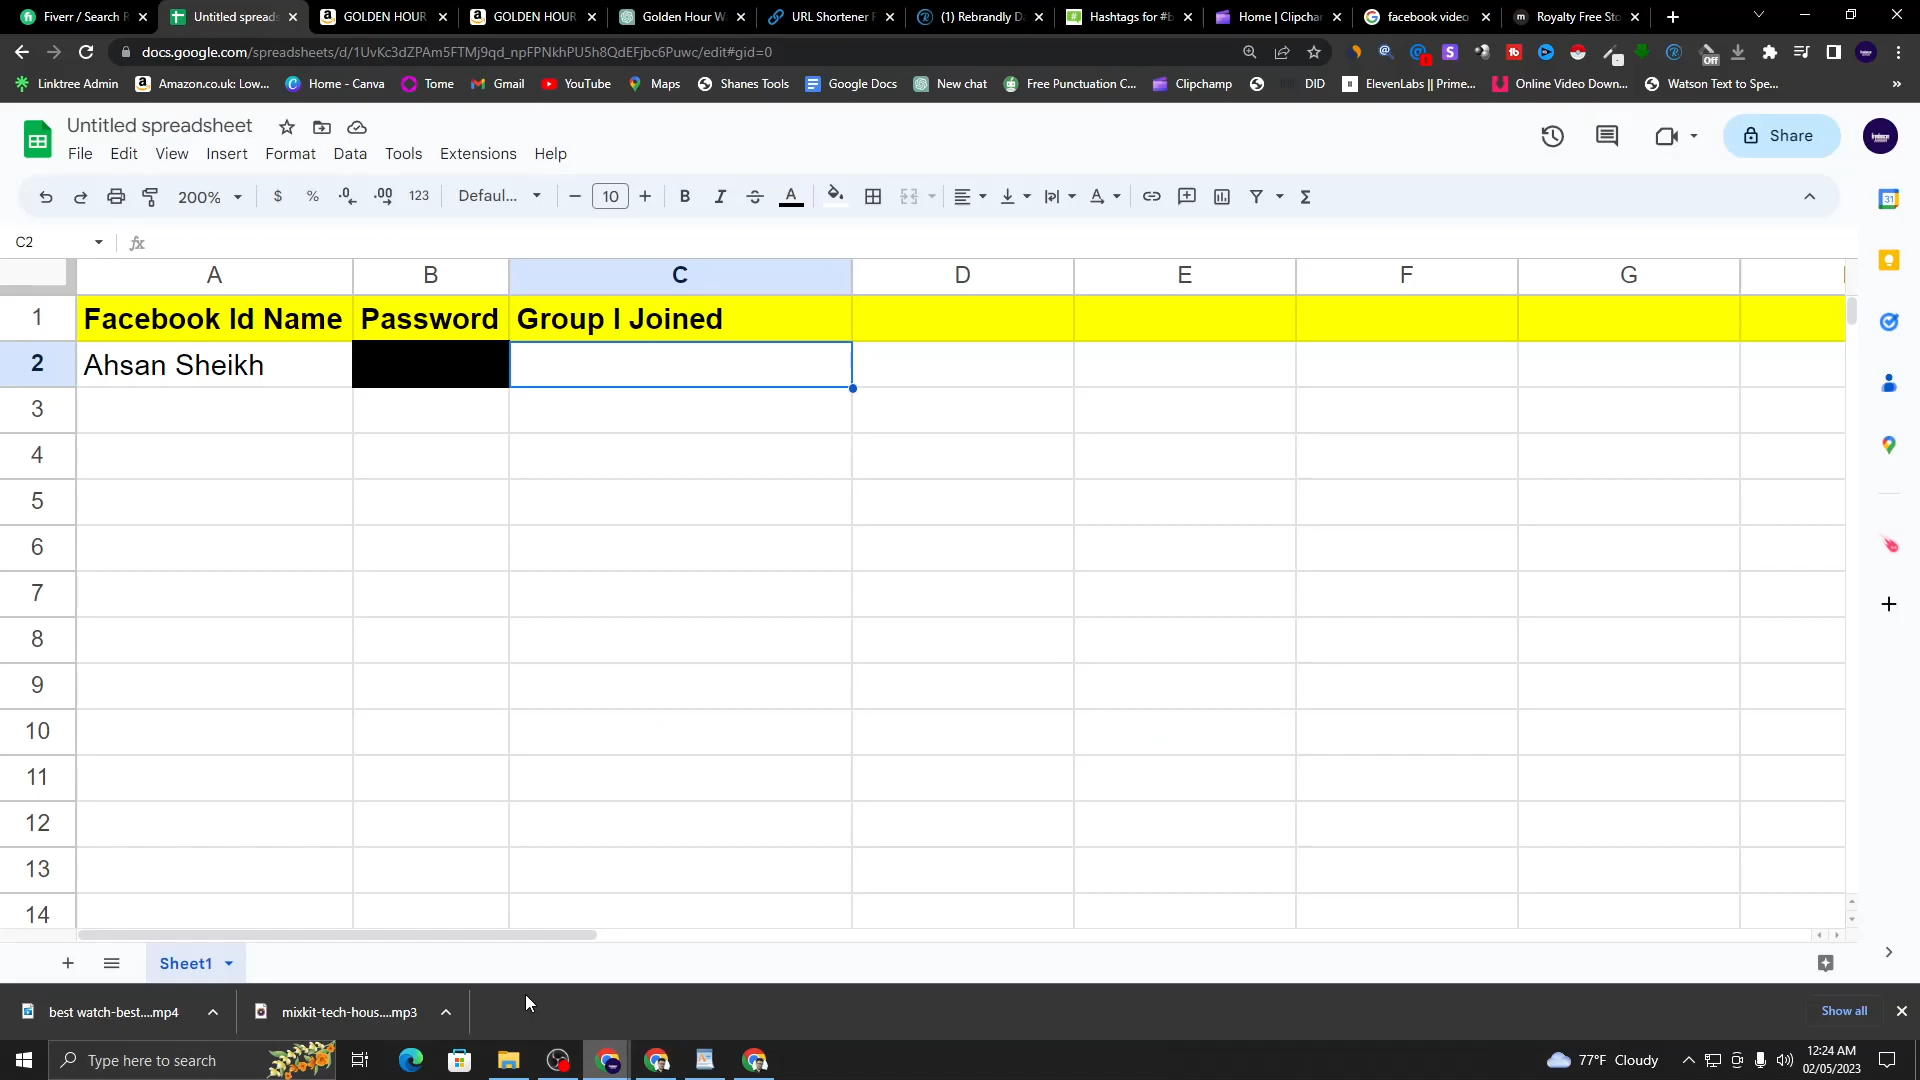 Fiverr / Search R
Untitled spreads
GOLDEN HOUR
GOLDEN HOUR
Golden Hour W
URL Shortener F
(1) Rebrandly D
Hashtags for #b
Home | Clipcha
facebook video
Royalty Free Sto
docs.google.com/spreadsheets/d/1UvKc3dZPAm5FTMj9qd_npFPNkhPU5h8QdEFjbc6Puwc/edit#gid=0
Off
Linktree Admin
Amazon.co.uk: Low...
Home - Canva
Tome
Gmail
YouTube
Maps
Shanes Tools
Google Docs
New chat
Free Punctuation C...
Clipchamp
DID
ElevenLabs || Prime...
Online Video Down...
Watson Text to Spe...
»
Untitled spreadsheet
File Edit View Insert Format Data Tools Extensions Help
Share
31
200% $ % .0 .00 123 Defaul... − 10 + B I A Σ
C2 fx
A B C D E F G
1 Facebook Id Name Password Group I Joined
2 Ahsan Sheikh
3
4
5
6
7
8
9
10
11
12
13
14
Sheet1
best watch-best....mp4
mixkit-tech-hous....mp3
Show all
Type here to search
77°F Cloudy
12:24 AM
02/05/2023